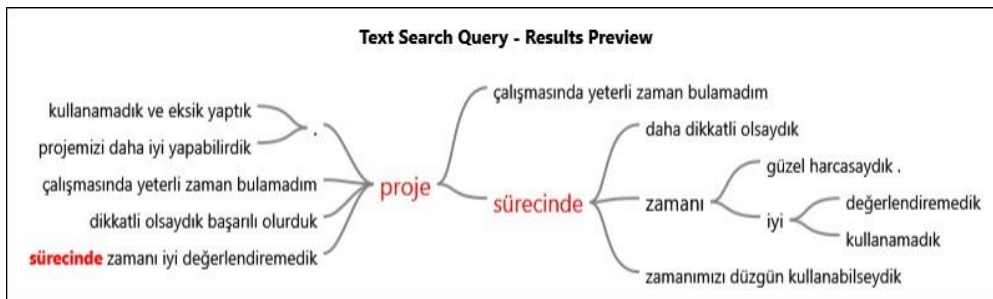 Text Search Query - Results Preview
kullanamadık ve eksik yaptık
projemizi daha iyi yapabilirdik
.
çalışmasında yeterli zaman bulamadım
dikkatli olsaydık başarılı olurduk
sürecinde zamanı iyi değerlendiremedik
proje
çalışmasında yeterli zaman bulamadım
sürecinde
daha dikkatli olsaydık
zamanı
güzel harcasaydık .
iyi
değerlendiremedik
kullanamadık
zamanımızı düzgün kullanabilseydik